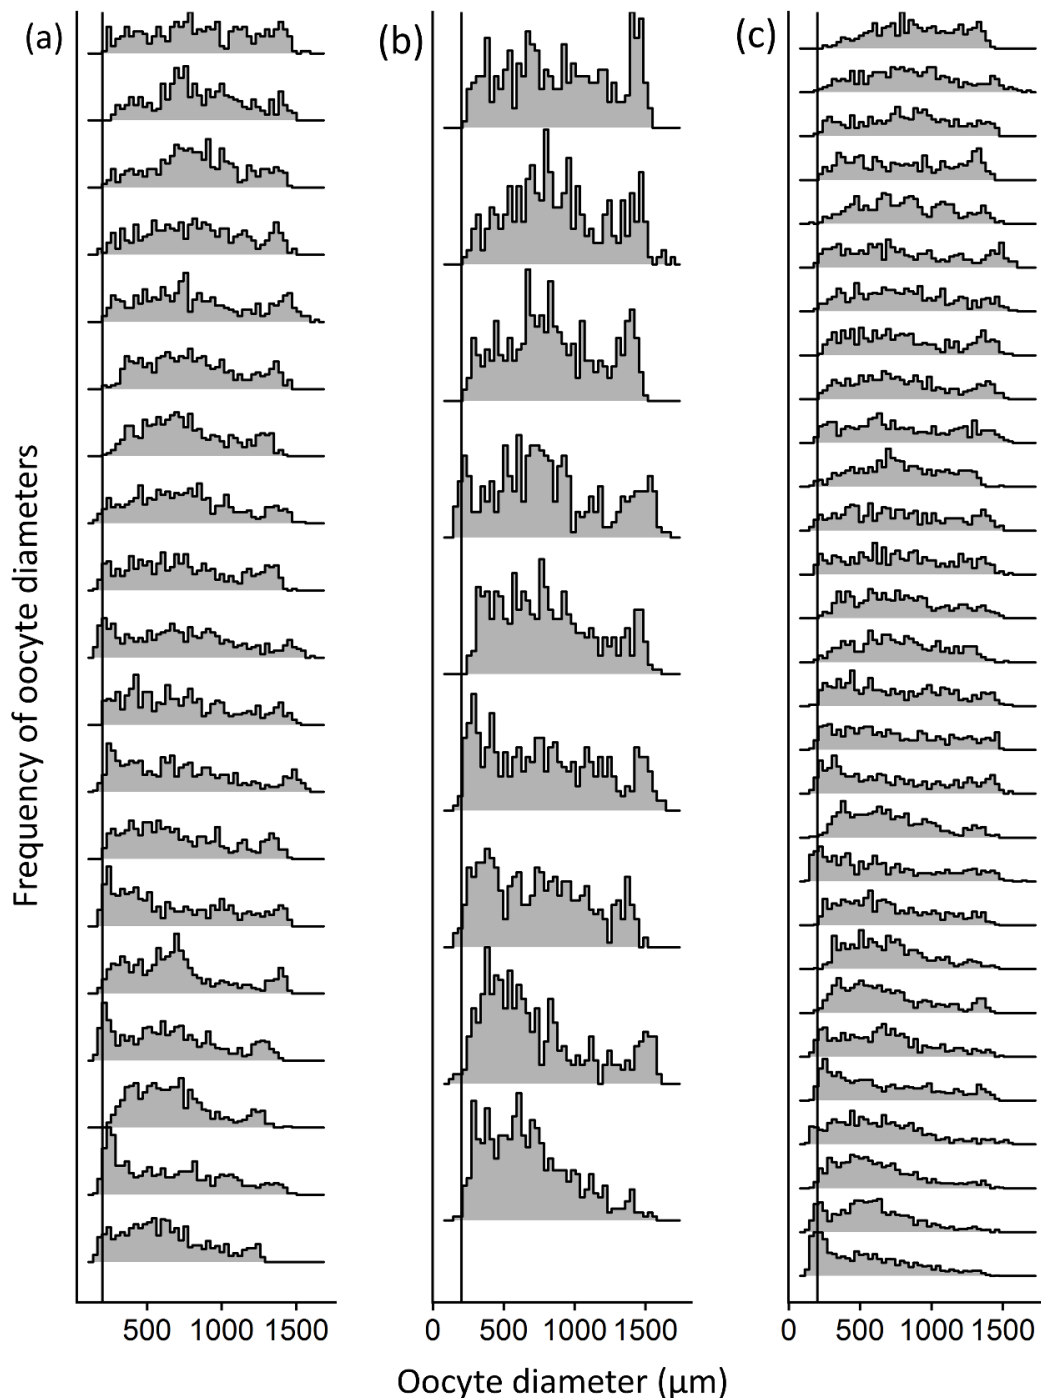 (a)
(b)
(c)
Frequency of oocyte diameters
500 1000 1500
0 500 1000 1500
0 500 1000 1500
Oocyte diameter (µm)